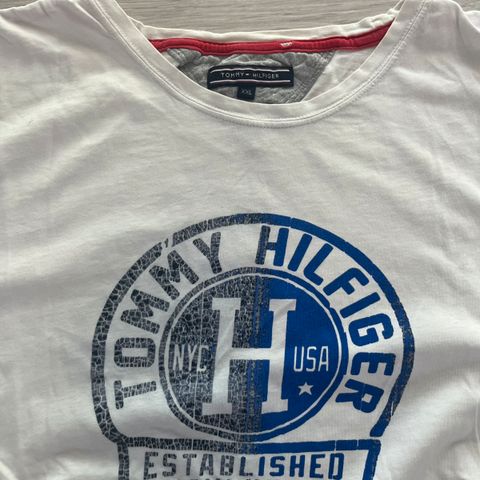 TOMMY HILFIGER
XXL
TOMMY HILFIGER
NYC H USA
ESTABLISHED